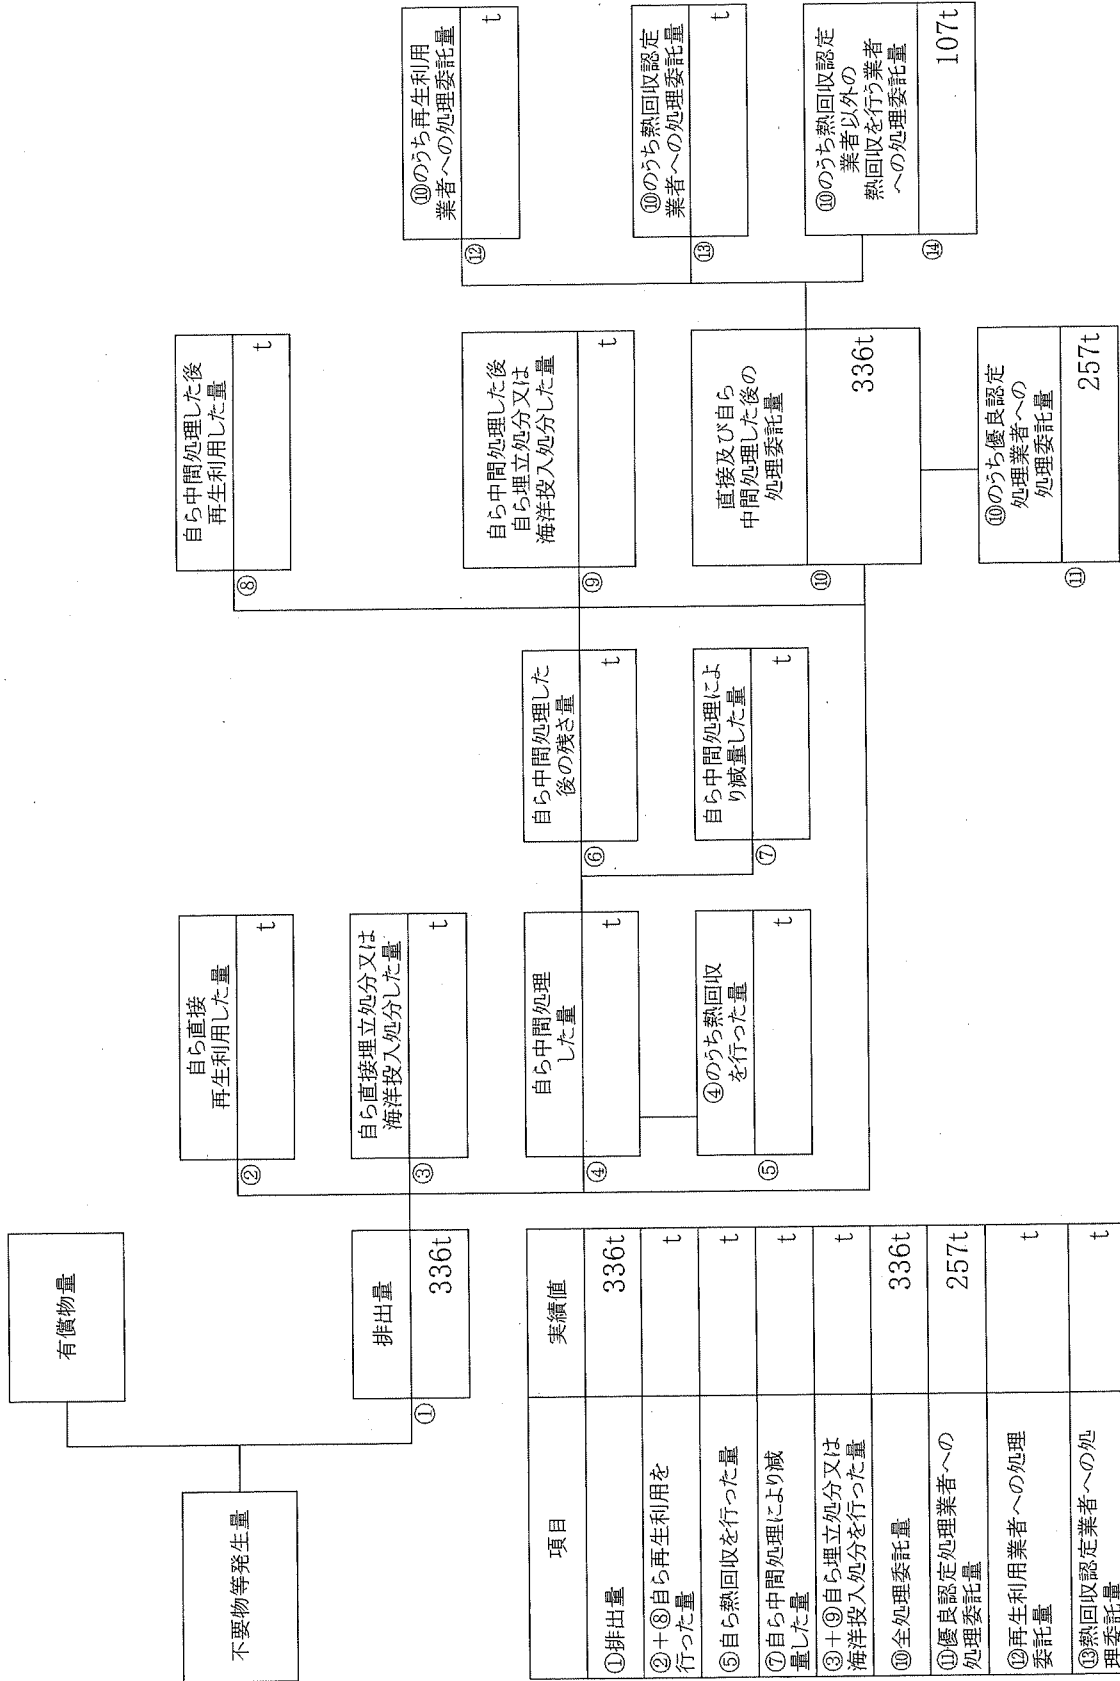 不要物等発生量
有償物量
排出量
①
336t
自ら直接
再生利用した量
②
t
自ら直接埋立処分又は
海洋投入処分した量
③
t
自ら中間処理
した量
④
t
④のうち熱回収
を行った量
⑤
t
自ら中間処理した
後の残さ量
⑥
t
自ら中間処理によ
り減量した量
⑦
t
自ら中間処理した後
再生利用した量
⑧
t
自ら中間処理した後
自ら埋立処分又は
海洋投入処分した量
⑨
t
直接及び自ら
中間処理した後の
処理委託量
⑩
336t
⑩のうち優良認定
処理業者への
処理委託量
⑪
257t
⑩のうち再生利用
業者への処理委託量
⑫
t
⑩のうち熱回収認定
業者への処理委託量
⑬
t
⑩のうち熱回収認定
業者以外の
熱回収を行う業者
への処理委託量
⑭
107t
項目
実績値
①排出量
336t
②+⑧自ら再生利用を
行った量
t
⑤自ら熱回収を行った量
t
⑦自ら中間処理により減
量した量
t
③+⑨自ら埋立処分又は
海洋投入処分を行った量
t
⑩全処理委託量
336t
⑪優良認定処理業者への
処理委託量
257t
⑫再生利用業者への処理
委託量
t
⑬熱回収認定業者への処
理委託量
t